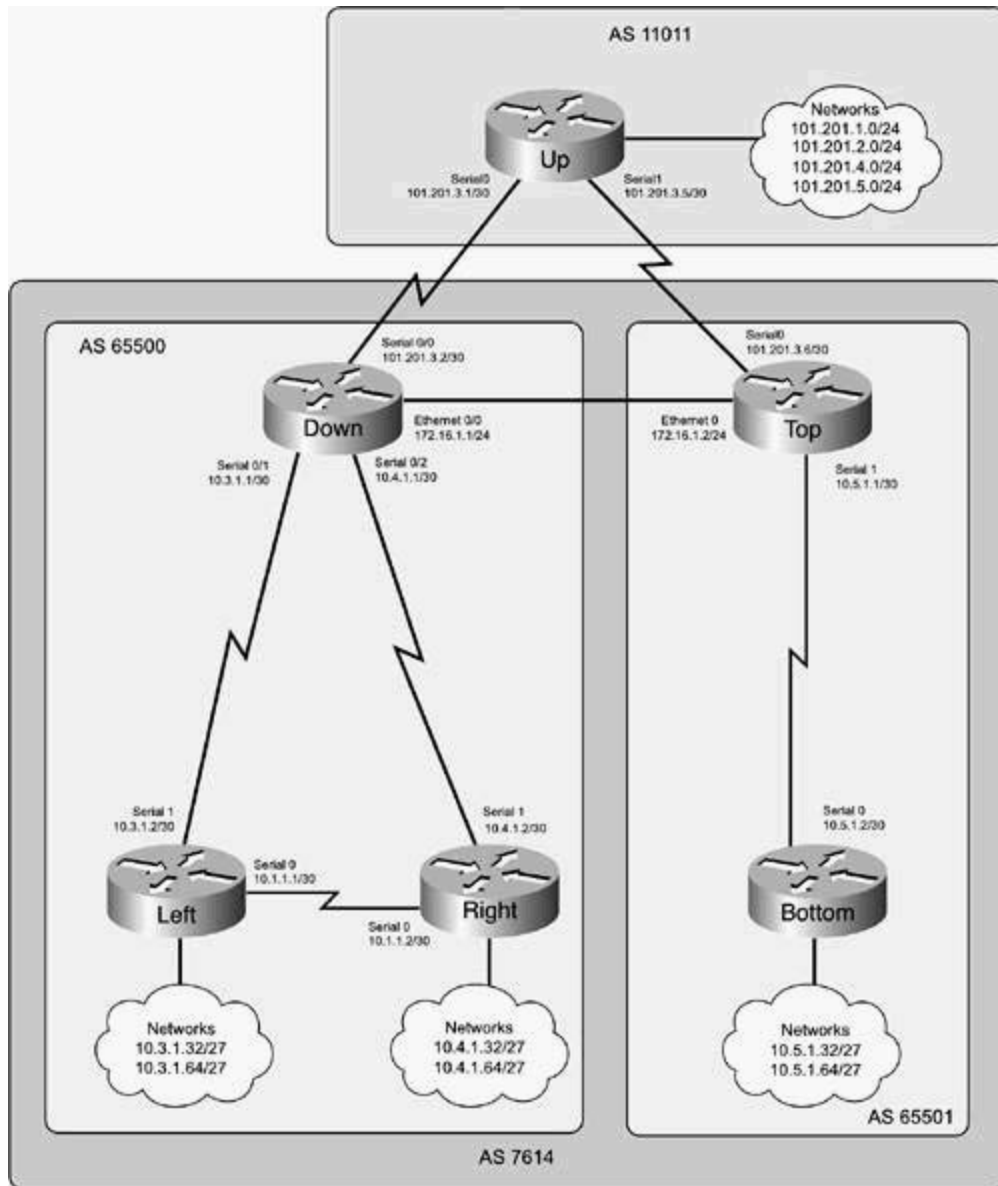 AS 11011
Networks
101.201.1.0/24
101.201.2.0/24
101.201.4.0/24
101.201.5.0/24
Up
Serial0
101.201.3.1/30
Serial1
101.201.3.5/30
AS 65500
Serial 0/0
101.201.3.2/30
Serial0
101.201.3.6/30
Down
Ethernet 0/0
172.16.1.1/24
Ethernet 0
172.16.1.2/24
Top
Serial 0/1
10.3.1.1/30
Serial 0/2
10.4.1.1/30
Serial 1
10.5.1.1/30
Serial 1
10.3.1.2/30
Serial 1
10.4.1.2/30
Serial 0
10.5.1.2/30
Left
Serial 0
10.1.1.1/30
Serial 0
10.1.1.2/30
Right
Bottom
Networks
10.3.1.32/27
10.3.1.64/27
Networks
10.4.1.32/27
10.4.1.64/27
Networks
10.5.1.32/27
10.5.1.64/27
AS 65501
AS 7614